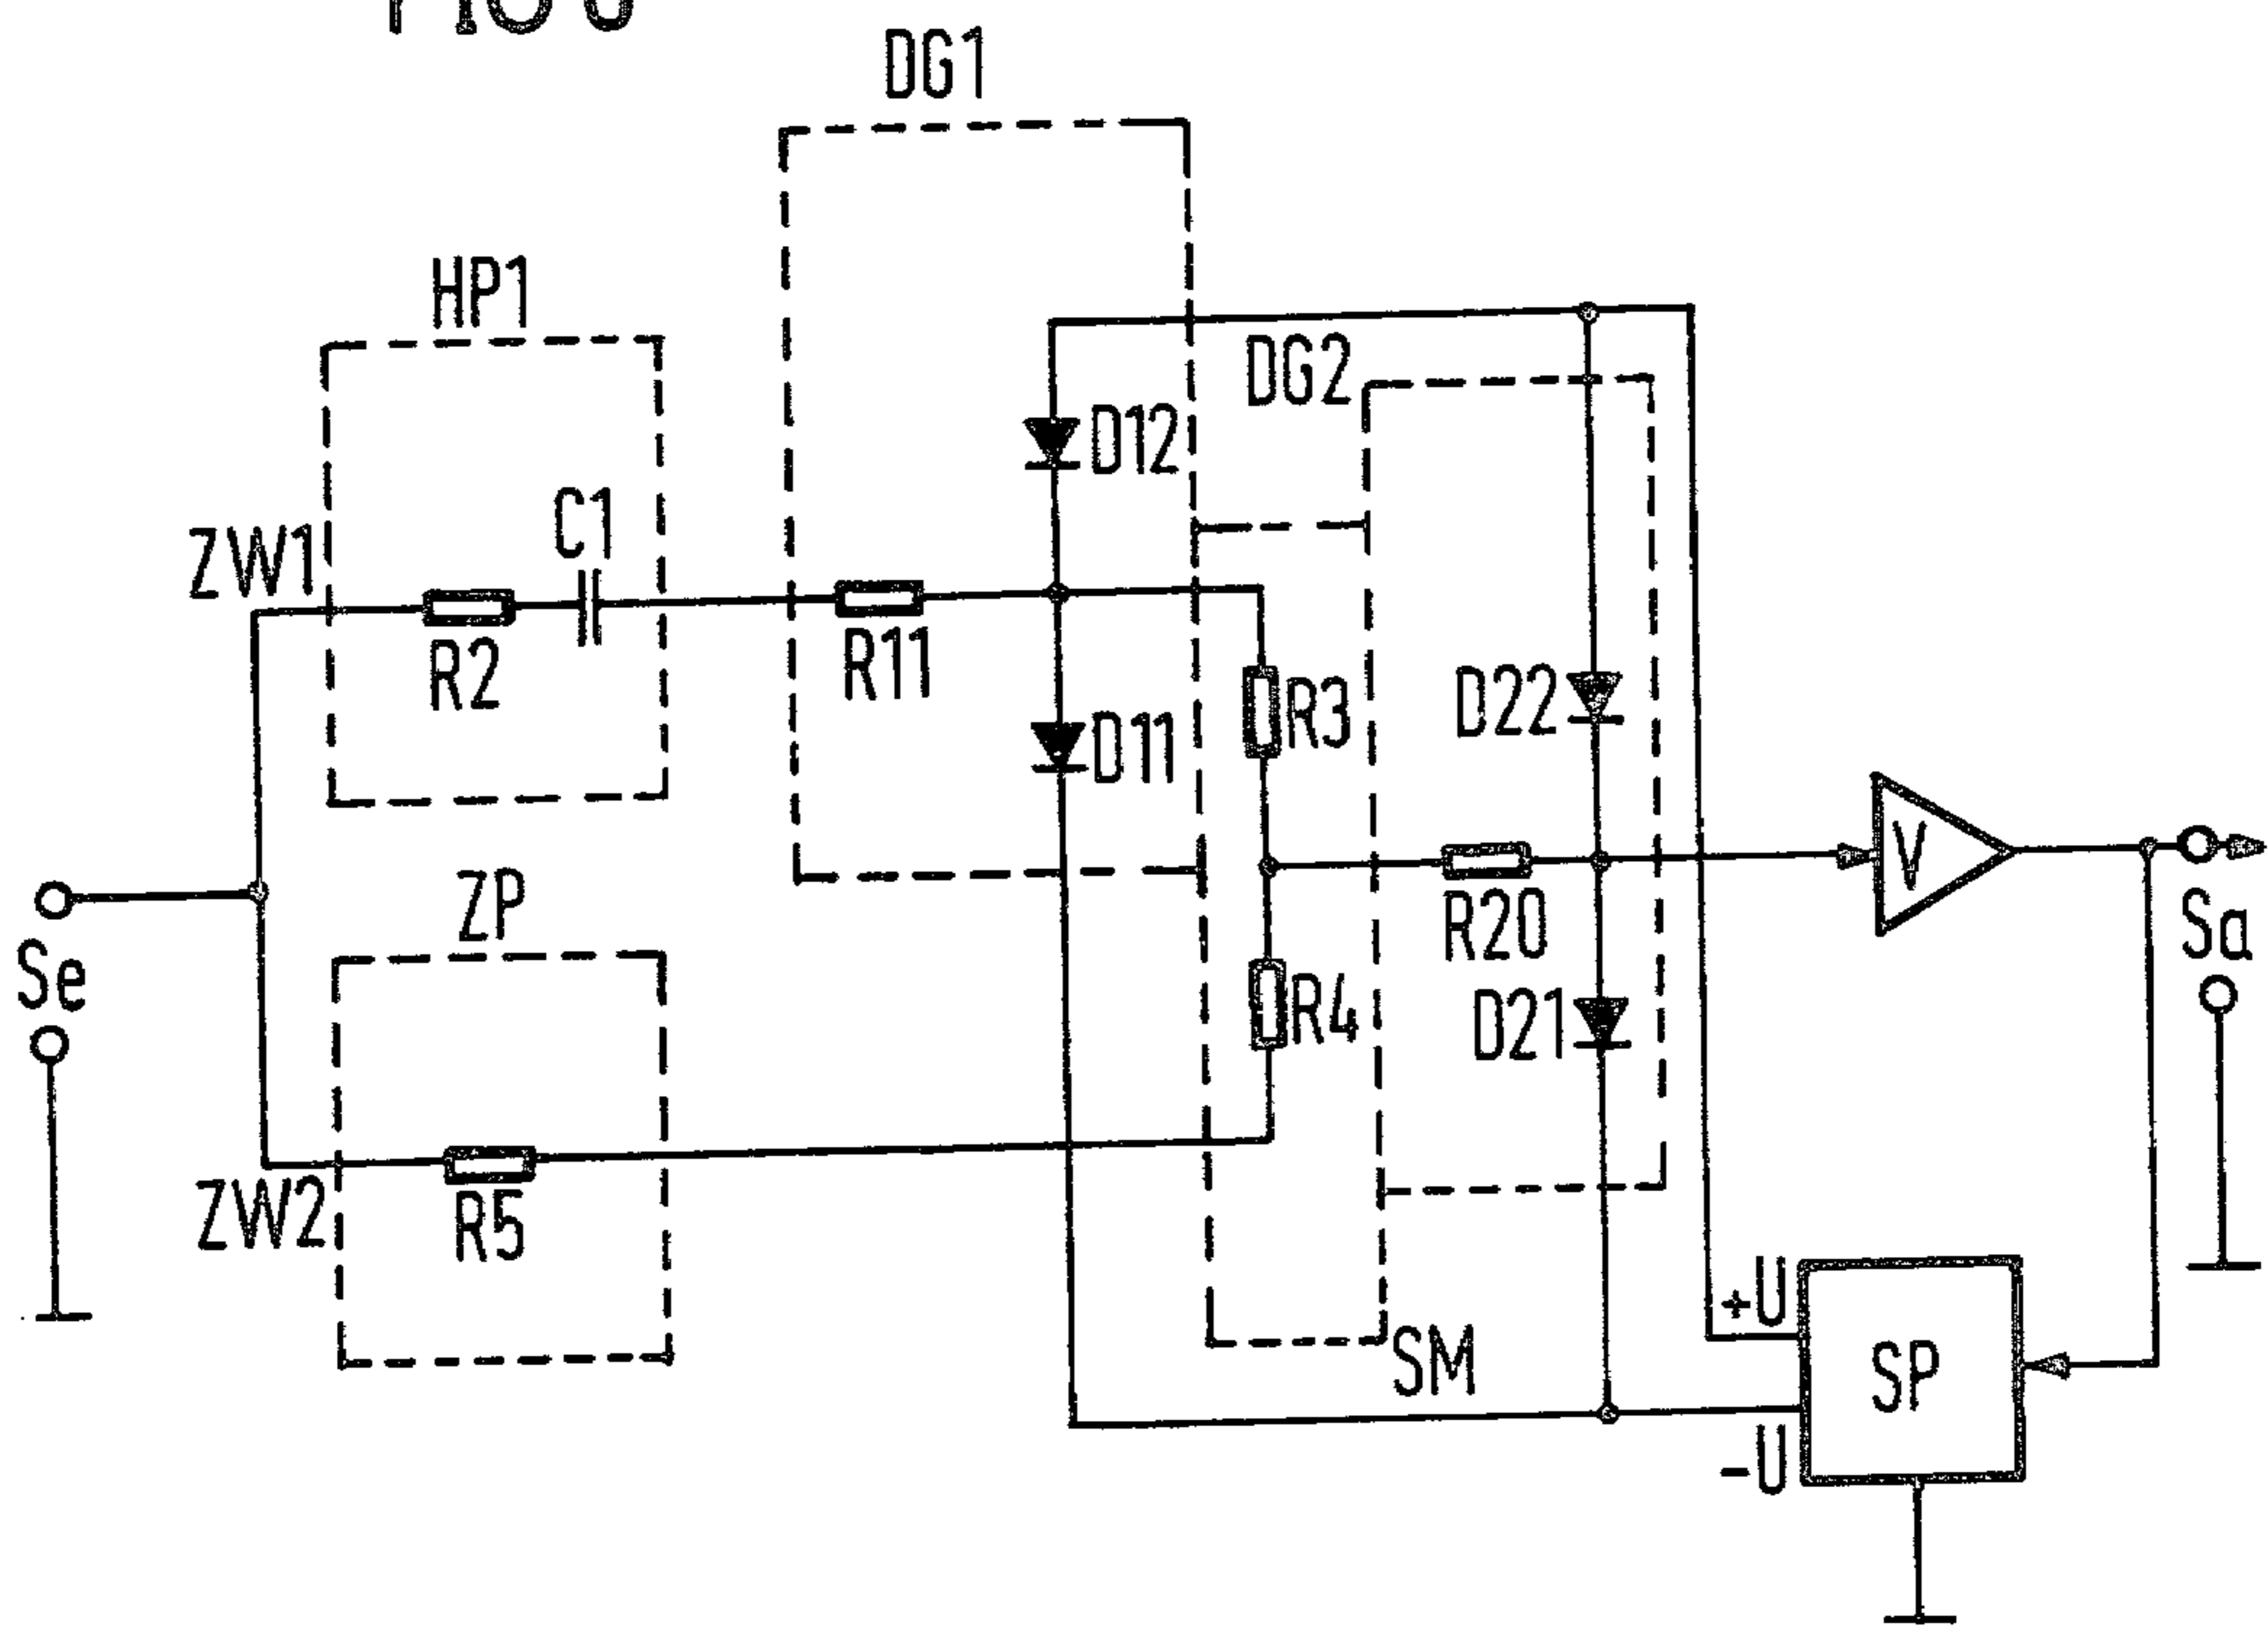 DG1
HP1
DG2
D12
C1
ZW1
R2
R11
R3
D22
D11
V
ZP
R20
Sa
Se
R4
D21
ZW2
R5
+U
SM
SP
-U